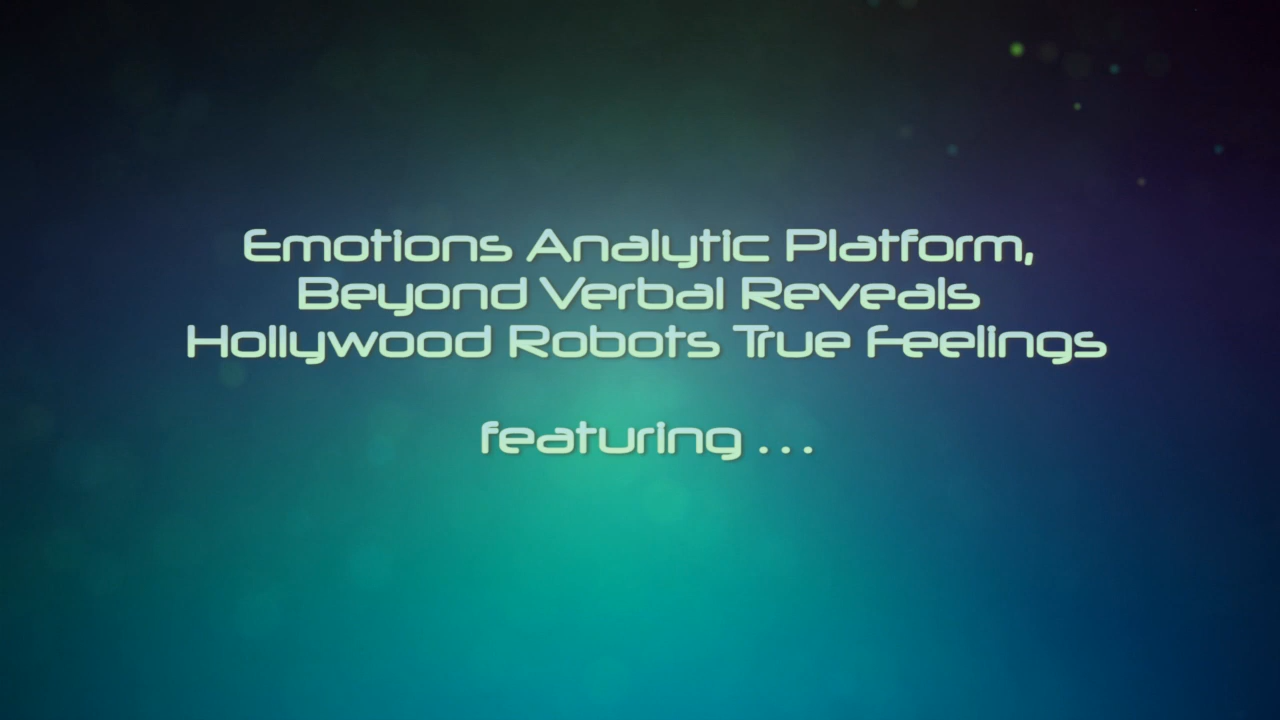 Emotions Analytic Platform,
Beyond Verbal Reveals
Hollywood Robots True Feelings
featuring . . .